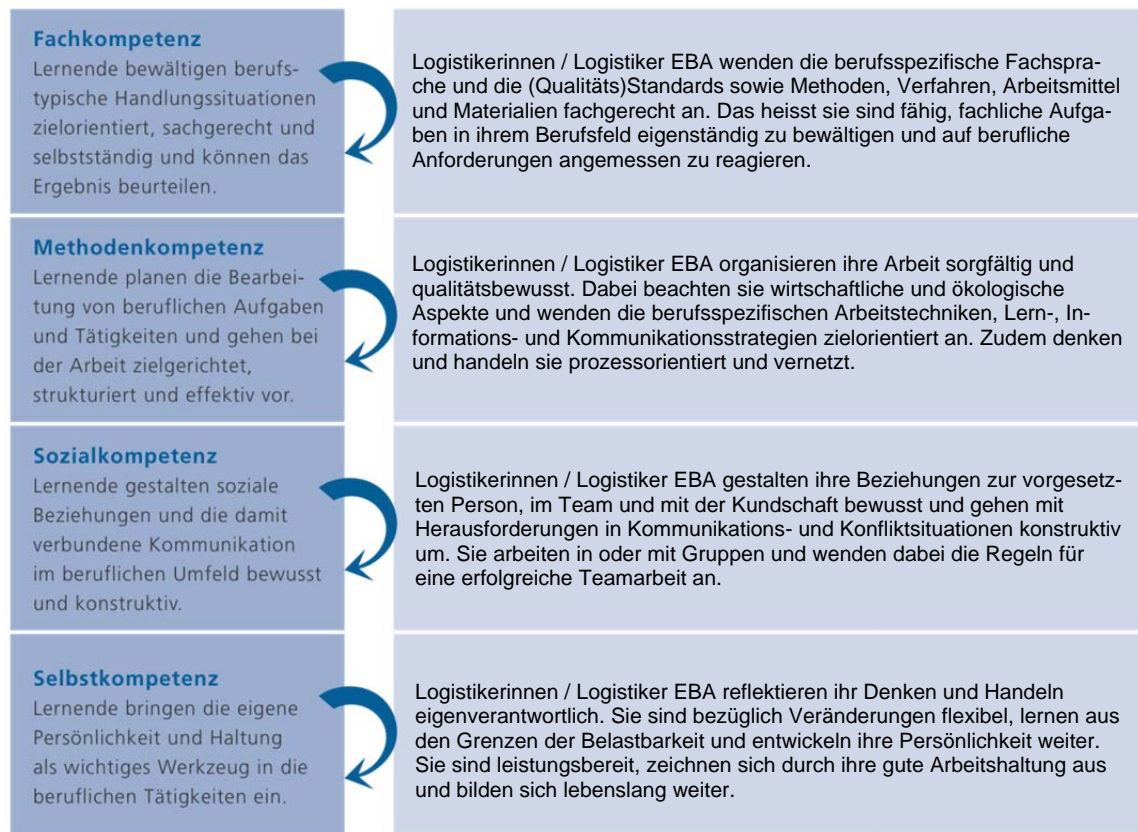 Fachkompetenz
Lernende bewältigen berufs-
typische Handlungssituationen
zielorientiert, sachgerecht und
selbstständig und können das
Ergebnis beurteilen.
Logistikerinnen / Logistiker EBA wenden die berufsspezifische Fachspra-
che und die (Qualitäts)Standards sowie Methoden, Verfahren, Arbeitsmittel
und Materialien fachgerecht an. Das heisst sie sind fähig, fachliche Aufga-
ben in ihrem Berufsfeld eigenständig zu bewältigen und auf berufliche
Anforderungen angemessen zu reagieren.
Methodenkompetenz
Lernende planen die Bearbei-
tung von beruflichen Aufgaben
und Tätigkeiten und gehen bei
der Arbeit zielgerichtet,
strukturiert und effektiv vor.
Logistikerinnen / Logistiker EBA organisieren ihre Arbeit sorgfältig und
qualitätsbewusst. Dabei beachten sie wirtschaftliche und ökologische
Aspekte und wenden die berufsspezifischen Arbeitstechniken, Lern-, In-
formations- und Kommunikationsstrategien zielorientiert an. Zudem denken
und handeln sie prozessorientiert und vernetzt.
Sozialkompetenz
Lernende gestalten soziale
Beziehungen und die damit
verbundene Kommunikation
im beruflichen Umfeld bewusst
und konstruktiv.
Logistikerinnen / Logistiker EBA gestalten ihre Beziehungen zur vorgesetz-
ten Person, im Team und mit der Kundschaft bewusst und gehen mit
Herausforderungen in Kommunikations- und Konfliktsituationen konstruktiv
um. Sie arbeiten in oder mit Gruppen und wenden dabei die Regeln für
eine erfolgreiche Teamarbeit an.
Selbstkompetenz
Lernende bringen die eigene
Persönlichkeit und Haltung
als wichtiges Werkzeug in die
beruflichen Tätigkeiten ein.
Logistikerinnen / Logistiker EBA reflektieren ihr Denken und Handeln
eigenverantwortlich. Sie sind bezüglich Veränderungen flexibel, lernen aus
den Grenzen der Belastbarkeit und entwickeln ihre Persönlichkeit weiter.
Sie sind leistungsbereit, zeichnen sich durch ihre gute Arbeitshaltung aus
und bilden sich lebenslang weiter.